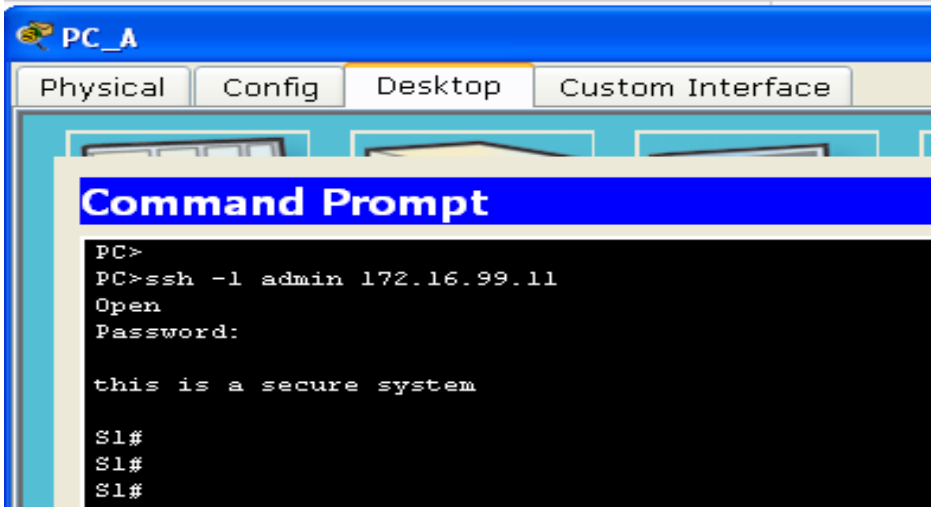 PC_A
Physical Config Desktop Custom Interface
Command Prompt
PC>
PC>ssh -l admin 172.16.99.11
Open
Password:
this is a secure system
S1#
S1#
S1#